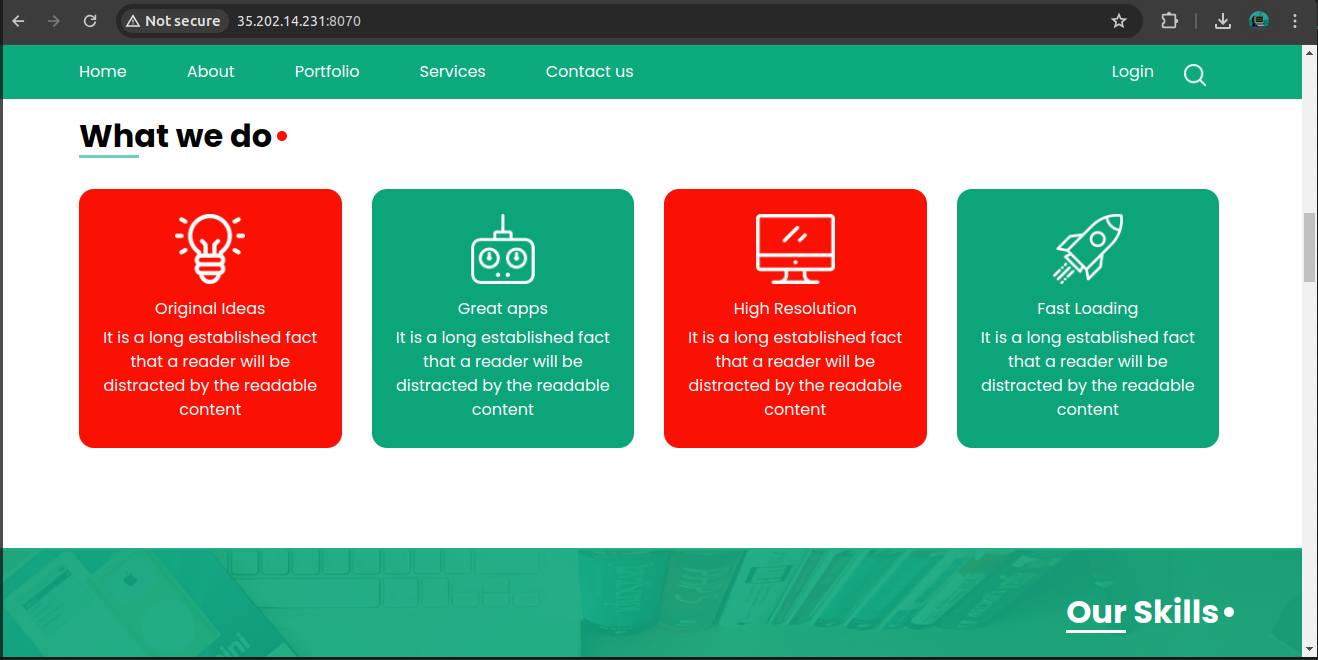 Not secure 35.202.14.231:8070
Home About Portfolio Services Contact us Login
What we do
Original Ideas
It is a long established fact
that a reader will be
distracted by the readable
content
Great apps
It is a long established fact
that a reader will be
distracted by the readable
content
High Resolution
It is a long established fact
that a reader will be
distracted by the readable
content
Fast Loading
It is a long established fact
that a reader will be
distracted by the readable
content
Our Skills